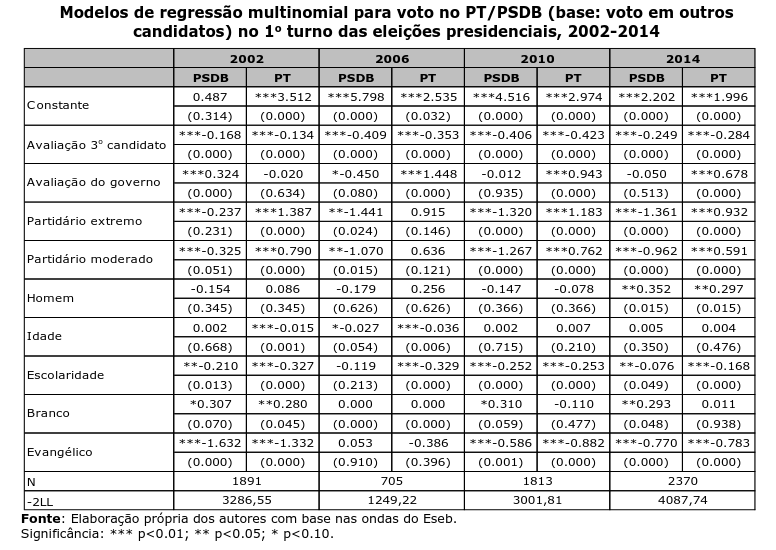 Modelos de regressão multinomial para voto no PT/PSDB (base: voto em outros
candidatos) no 1º turno das eleições presidenciais, 2002-2014
2002 2006 2010 2014
PSDB PT PSDB PT PSDB PT PSDB PT
Constante 0.487 ***3.512 ***5.798 ***2.535 ***4.516 ***2.974 ***2.202 ***1.996
(0.314) (0.000) (0.000) (0.032) (0.000) (0.000) (0.000) (0.000)
Avaliação 3º candidato ***-0.168 ***-0.134 ***-0.409 ***-0.353 ***-0.406 ***-0.423 ***-0.249 ***-0.284
(0.000) (0.000) (0.000) (0.000) (0.000) (0.000) (0.000) (0.000)
Avaliação do governo ***0.324 -0.020 *-0.450 ***1.448 -0.012 ***0.943 -0.050 ***0.678
(0.000) (0.634) (0.080) (0.000) (0.935) (0.000) (0.513) (0.000)
Partidário extremo ***-0.237 ***1.387 **-1.441 0.915 ***-1.320 ***1.183 ***-1.361 ***0.932
(0.231) (0.000) (0.024) (0.146) (0.000) (0.000) (0.000) (0.000)
Partidário moderado ***-0.325 ***0.790 **-1.070 0.636 ***-1.267 ***0.762 ***-0.962 ***0.591
(0.051) (0.000) (0.015) (0.121) (0.000) (0.000) (0.000) (0.000)
Homem -0.154 0.086 -0.179 0.256 -0.147 -0.078 **0.352 **0.297
(0.345) (0.345) (0.626) (0.626) (0.366) (0.366) (0.015) (0.015)
Idade 0.002 ***-0.015 *-0.027 ***-0.036 0.002 0.007 0.005 0.004
(0.668) (0.001) (0.054) (0.006) (0.715) (0.210) (0.350) (0.476)
Escolaridade **-0.210 ***-0.327 -0.119 ***-0.329 ***-0.252 ***-0.253 **-0.076 ***-0.168
(0.013) (0.000) (0.213) (0.000) (0.000) (0.000) (0.049) (0.000)
Branco *0.307 **0.280 0.000 0.000 *0.310 -0.110 **0.293 0.011
(0.070) (0.045) (0.000) (0.000) (0.059) (0.477) (0.048) (0.938)
Evangélico ***-1.632 ***-1.332 0.053 -0.386 ***-0.586 ***-0.882 ***-0.770 ***-0.783
(0.000) (0.000) (0.910) (0.396) (0.001) (0.000) (0.000) (0.000)
N 1891 705 1813 2370
-2LL 3286,55 1249,22 3001,81 4087,74
Fonte: Elaboração própria dos autores com base nas ondas do Eseb.
Significância: *** p<0.01; ** p<0.05; * p<0.10.